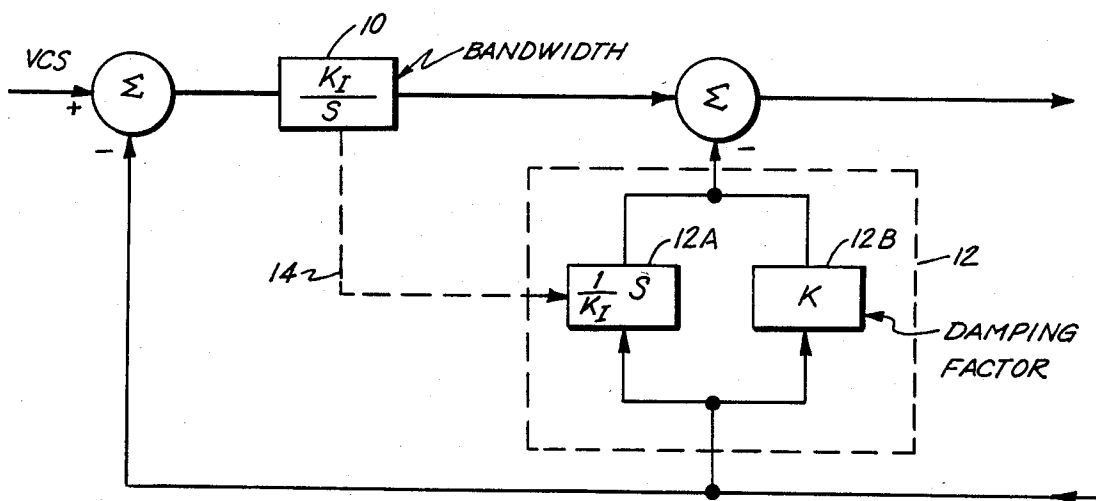 10
VCS
BANDWIDTH
+
Σ
K_I
S
Σ
-
-
12A
12B
12
14
1
K_I
S
K
DAMPING
FACTOR